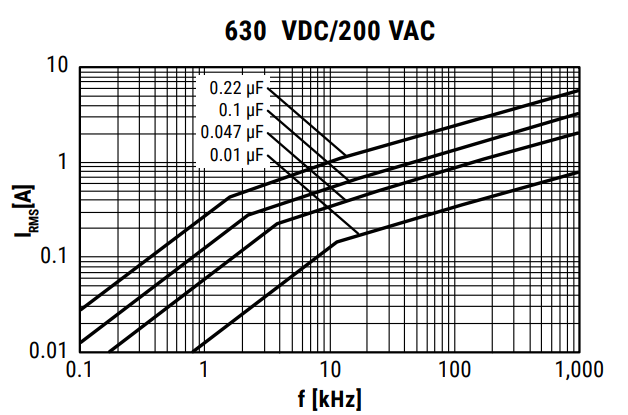 630 VDC/200 VAC
10
0.22 µF
0.1 µF
0.047 µF
0.01 µF
1
I_RMS[A]
0.1
0.01
0.1 1 10 100 1,000
f [kHz]